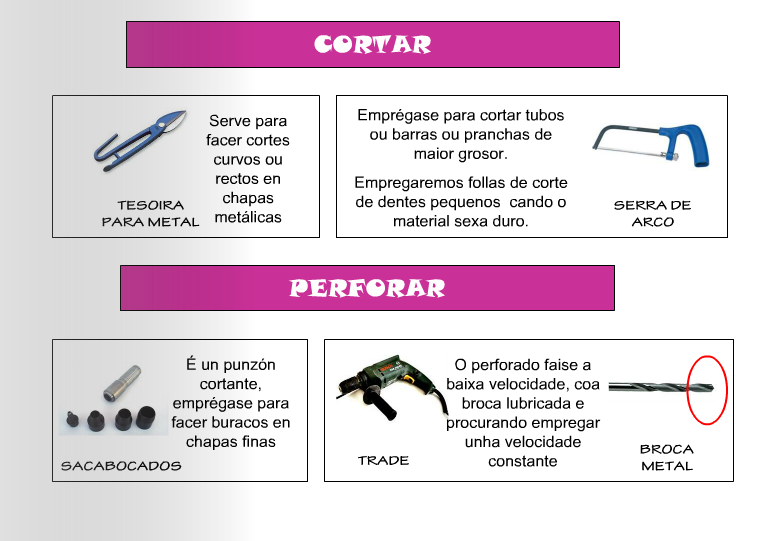 CORTAR
Serve para
facer cortes
curvos ou
rectos en
chapas
metálicas
TESOIRA
PARA METAL
Emprégase para cortar tubos
ou barras ou pranchas de
maior grosor.
Empregaremos follas de corte
de dentes pequenos cando o
material sexa duro.
SERRA DE
ARCO
PERFORAR
É un punzón
cortante,
emprégase para
facer buracos en
chapas finas
SACABOCADOS
TRADE
O perforado faise a
baixa velocidade, coa
broca lubricada e
procurando empregar
unha velocidade
constante
BROCA
METAL